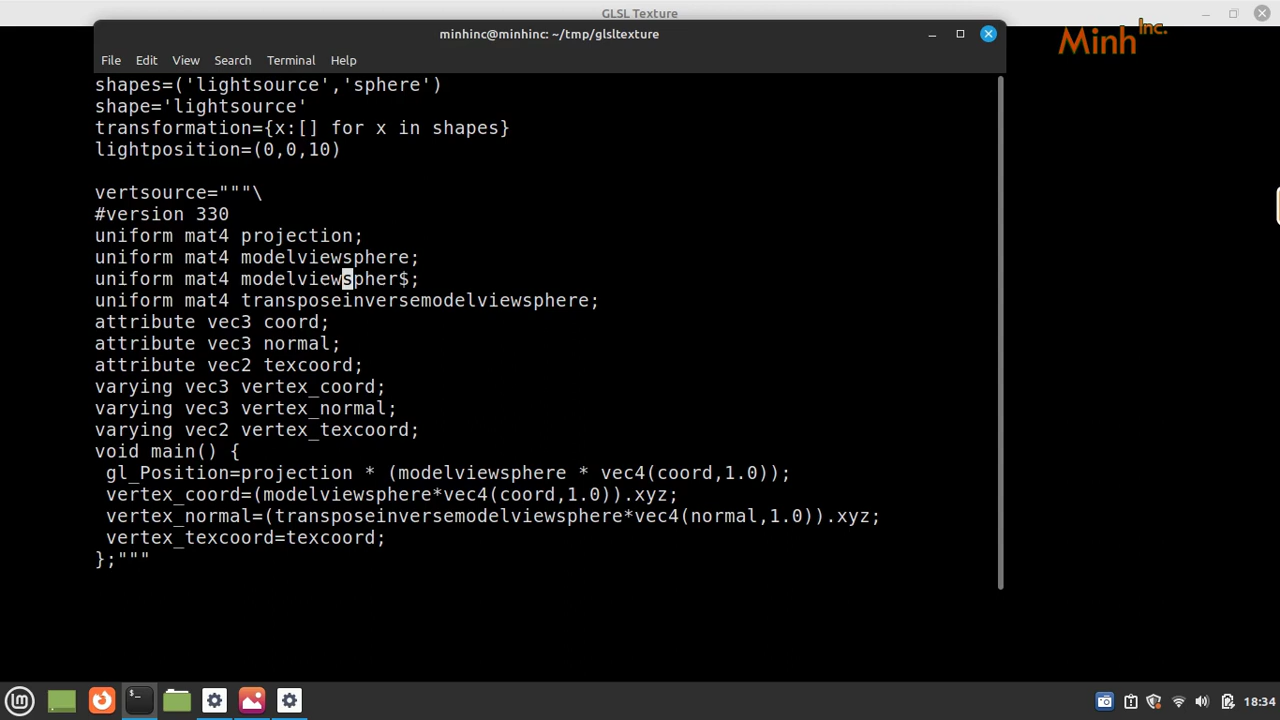 GLSL Texture
Minh Inc.
minhinc@minhinc: ~/tmp/glsltexture
File Edit View Search Terminal Help
shapes=('lightsource','sphere')
shape='lightsource'
transformation={x:[] for x in shapes}
lightposition=(0,0,10)
vertsource="""\
#version 330
uniform mat4 projection;
uniform mat4 modelviewsphere;
uniform mat4 modelviewspher$;
uniform mat4 transposeinversemodelviewsphere;
attribute vec3 coord;
attribute vec3 normal;
attribute vec2 texcoord;
varying vec3 vertex_coord;
varying vec3 vertex_normal;
varying vec2 vertex_texcoord;
void main() {
 gl_Position=projection * (modelviewsphere * vec4(coord,1.0));
 vertex_coord=(modelviewsphere*vec4(coord,1.0)).xyz;
 vertex_normal=(transposeinversemodelviewsphere*vec4(normal,1.0)).xyz;
 vertex_texcoord=texcoord;
};"""
18:34